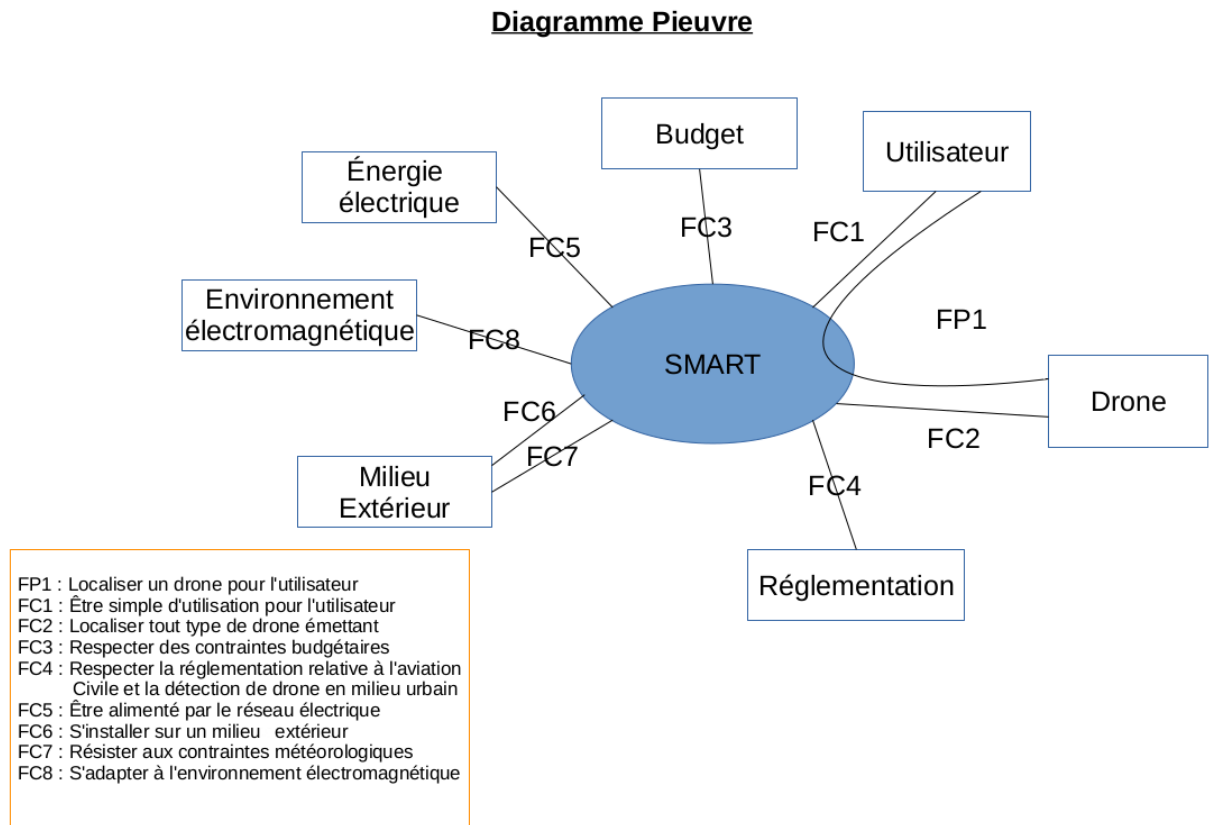 Diagramme Pieuvre
Budget
Utilisateur
Énergie
électrique
FC3
FC1
FC5
Environnement
électromagnétique
FP1
FC8
SMART
Drone
FC6
FC2
FC7
Milieu
Extérieur
FC4
Réglementation
FP1 : Localiser un drone pour l'utilisateur
FC1 : Être simple d'utilisation pour l'utilisateur
FC2 : Localiser tout type de drone émettant
FC3 : Respecter des contraintes budgétaires
FC4 : Respecter la réglementation relative à l'aviation
Civile et la détection de drone en milieu urbain
FC5 : Être alimenté par le réseau électrique
FC6 : S'installer sur un milieu extérieur
FC7 : Résister aux contraintes météorologiques
FC8 : S'adapter à l'environnement électromagnétique